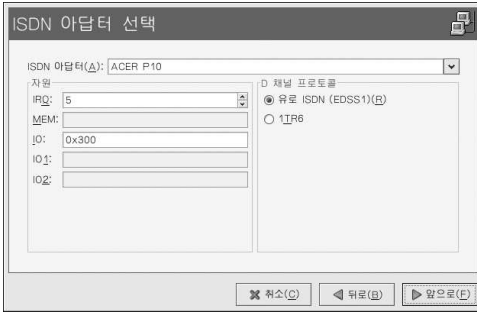 ISDN 아답터 선택
ISDN 아답터(A): ACER P10
자원
IRQ: 5
MEM:
IO: 0x300
IO1:
IO2:
D 채널 프로토콜
유로 ISDN (EDSS1)(R)
1TR6
취소(C)
뒤로(B)
앞으로(F)